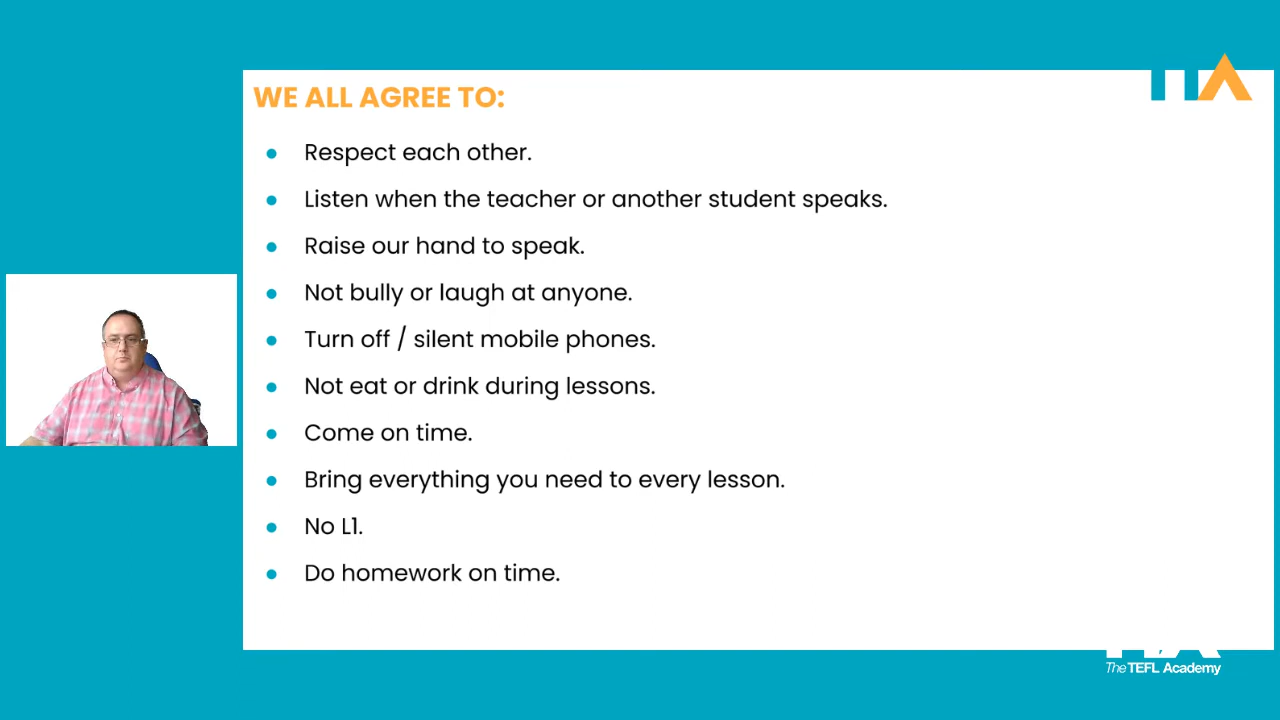 WE ALL AGREE TO:
● Respect each other.
● Listen when the teacher or another student speaks.
● Raise our hand to speak.
● Not bully or laugh at anyone.
● Turn off / silent mobile phones.
● Not eat or drink during lessons.
● Come on time.
● Bring everything you need to every lesson.
● No L1.
● Do homework on time.
The TEFL Academy